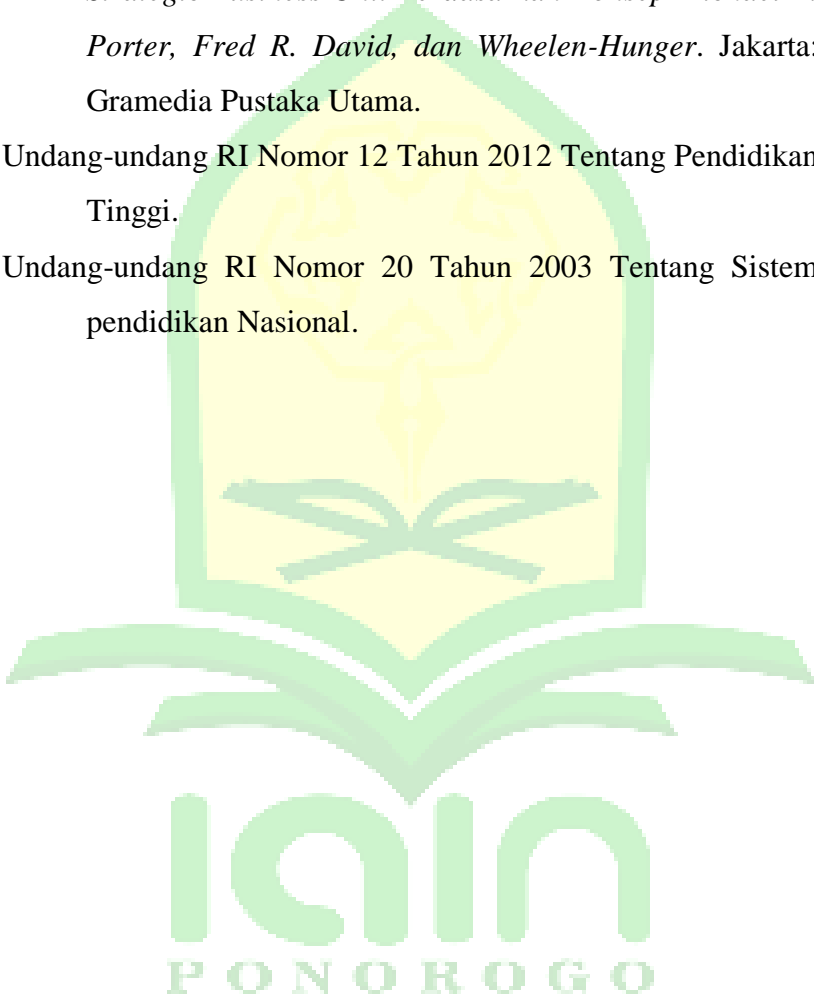 Porter, Fred R. David, dan Wheelen-Hunger. Jakarta:
Gramedia Pustaka Utama.
Undang-undang RI Nomor 12 Tahun 2012 Tentang Pendidikan
Tinggi.
Undang-undang RI Nomor 20 Tahun 2003 Tentang Sistem
pendidikan Nasional.
iain
PONOROGO